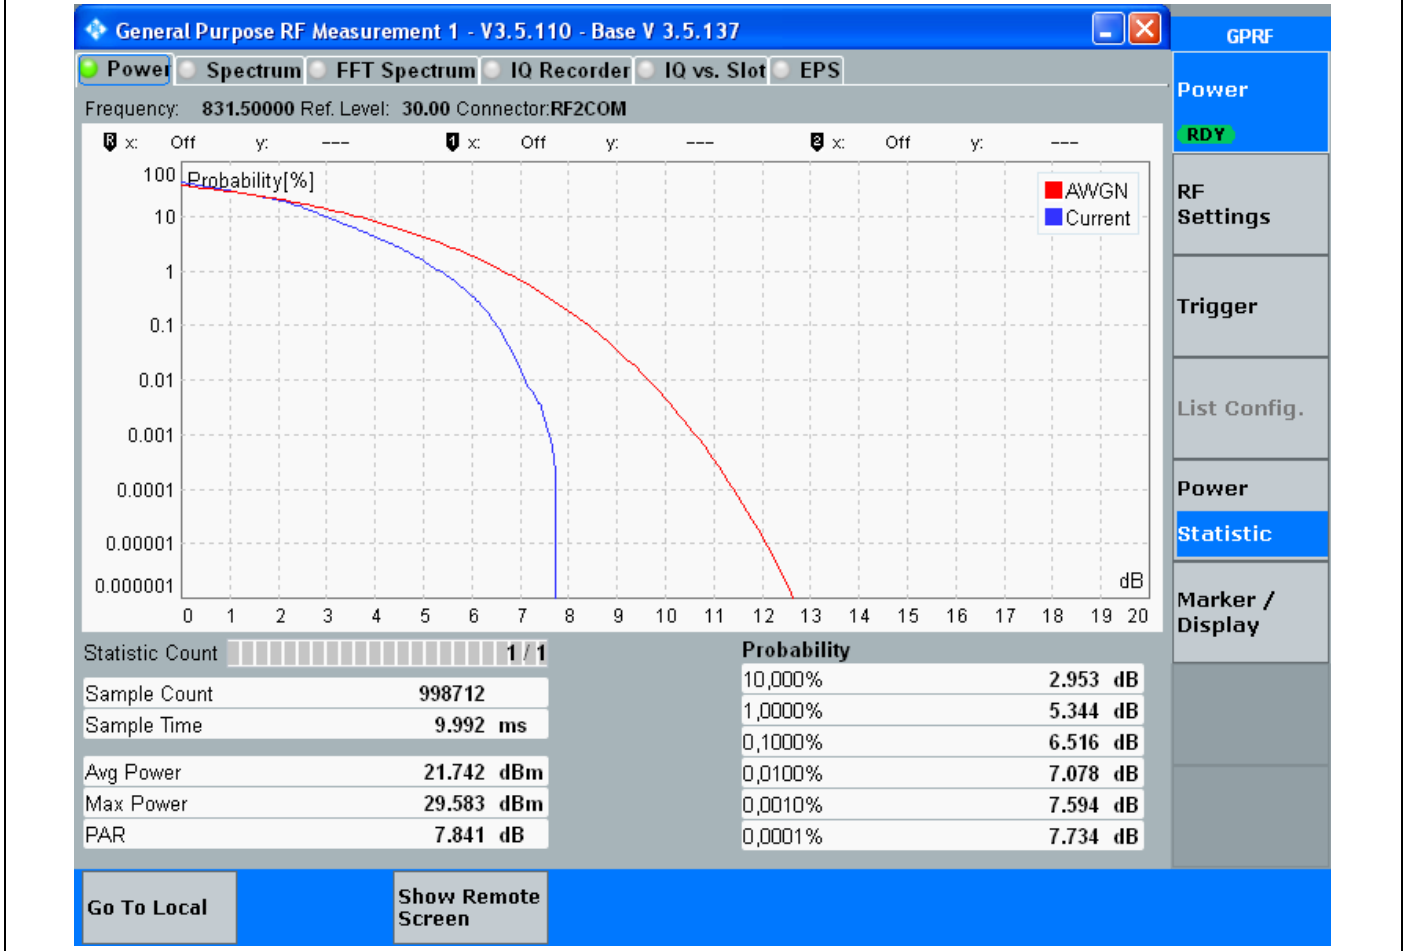 General Purpose RF Measurement 1 - V3.5.110 - Base V 3.5.137
GPRF
Power Spectrum FFT Spectrum IQ Recorder IQ vs. Slot EPS
Frequency: 831.50000 Ref. Level: 30.00 Connector:RF2COM
R x: Off y: --- 1 x: Off y: --- 2 x: Off y: ---
Probability[%]
AWGN
Current
100
10
1
0.1
0.01
0.001
0.0001
0.00001
0.000001
dB
0 1 2 3 4 5 6 7 8 9 10 11 12 13 14 15 16 17 18 19 20
Statistic Count 1 / 1
Sample Count 998712
Sample Time 9.992 ms
Avg Power 21.742 dBm
Max Power 29.583 dBm
PAR 7.841 dB
Probability
10,000% 2.953 dB
1,0000% 5.344 dB
0,1000% 6.516 dB
0,0100% 7.078 dB
0,0010% 7.594 dB
0,0001% 7.734 dB
Power
RDY
RF
Settings
Trigger
List Config.
Power
Statistic
Marker /
Display
Go To Local
Show Remote
Screen